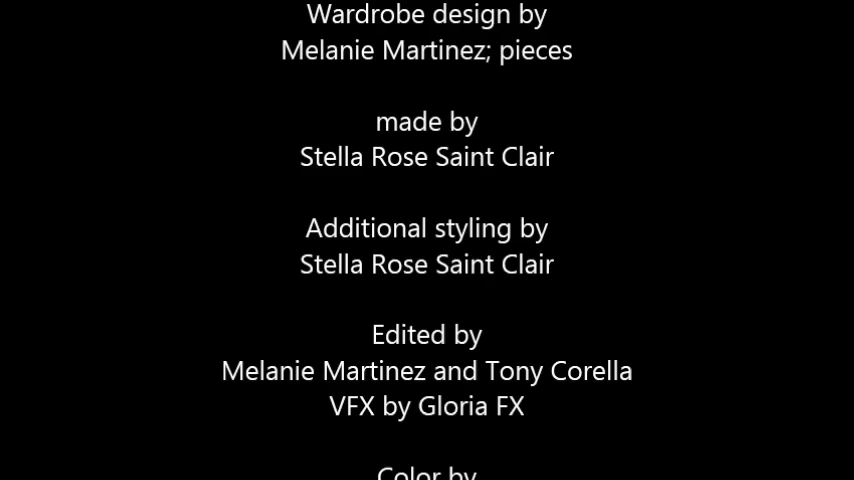 Wardrobe design by
Melanie Martinez; pieces
made by
Stella Rose Saint Clair
Additional styling by
Stella Rose Saint Clair
Edited by
Melanie Martinez and Tony Corella
VFX by Gloria FX
Color by